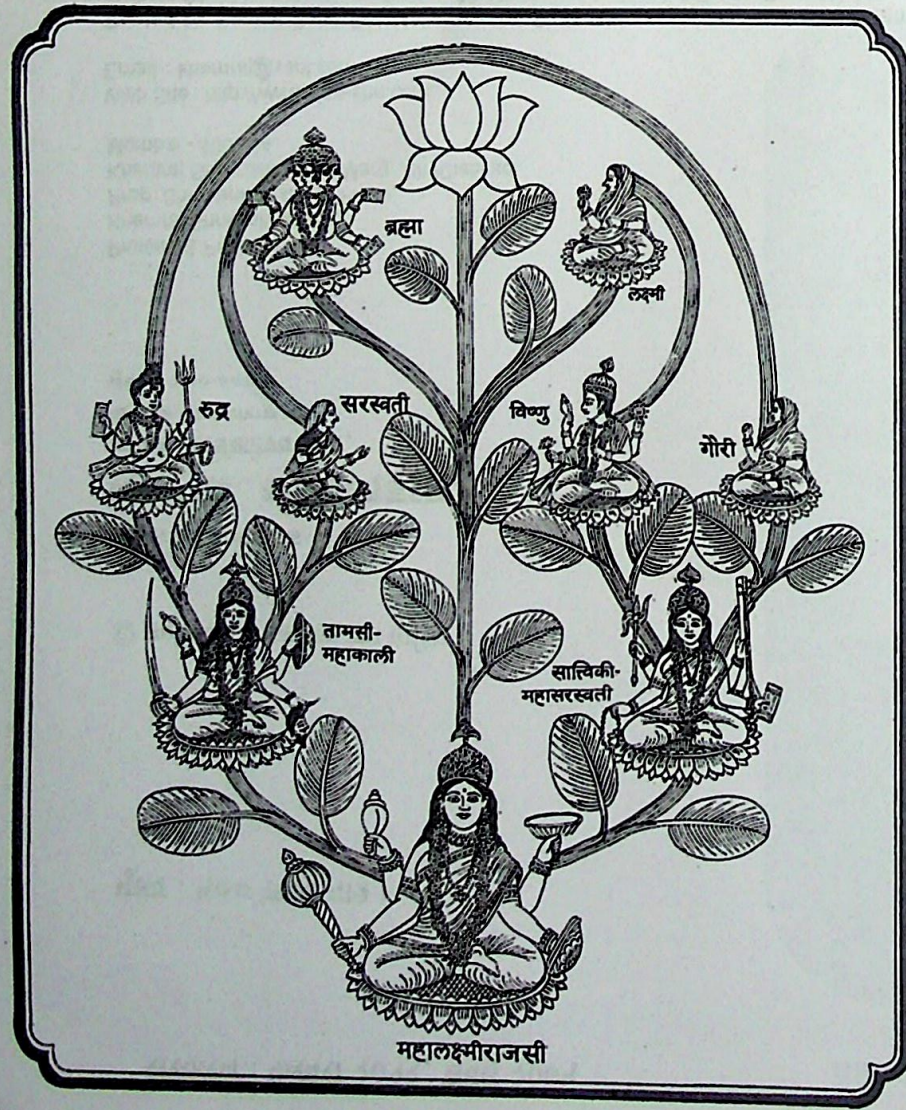 ब्रह्मा
लक्ष्मी
रुद्र
सरस्वती
विष्णु
गौरी
तामसी-
महाकाली
सात्त्विकी-
महासरस्वती
महालक्ष्मीराजसी